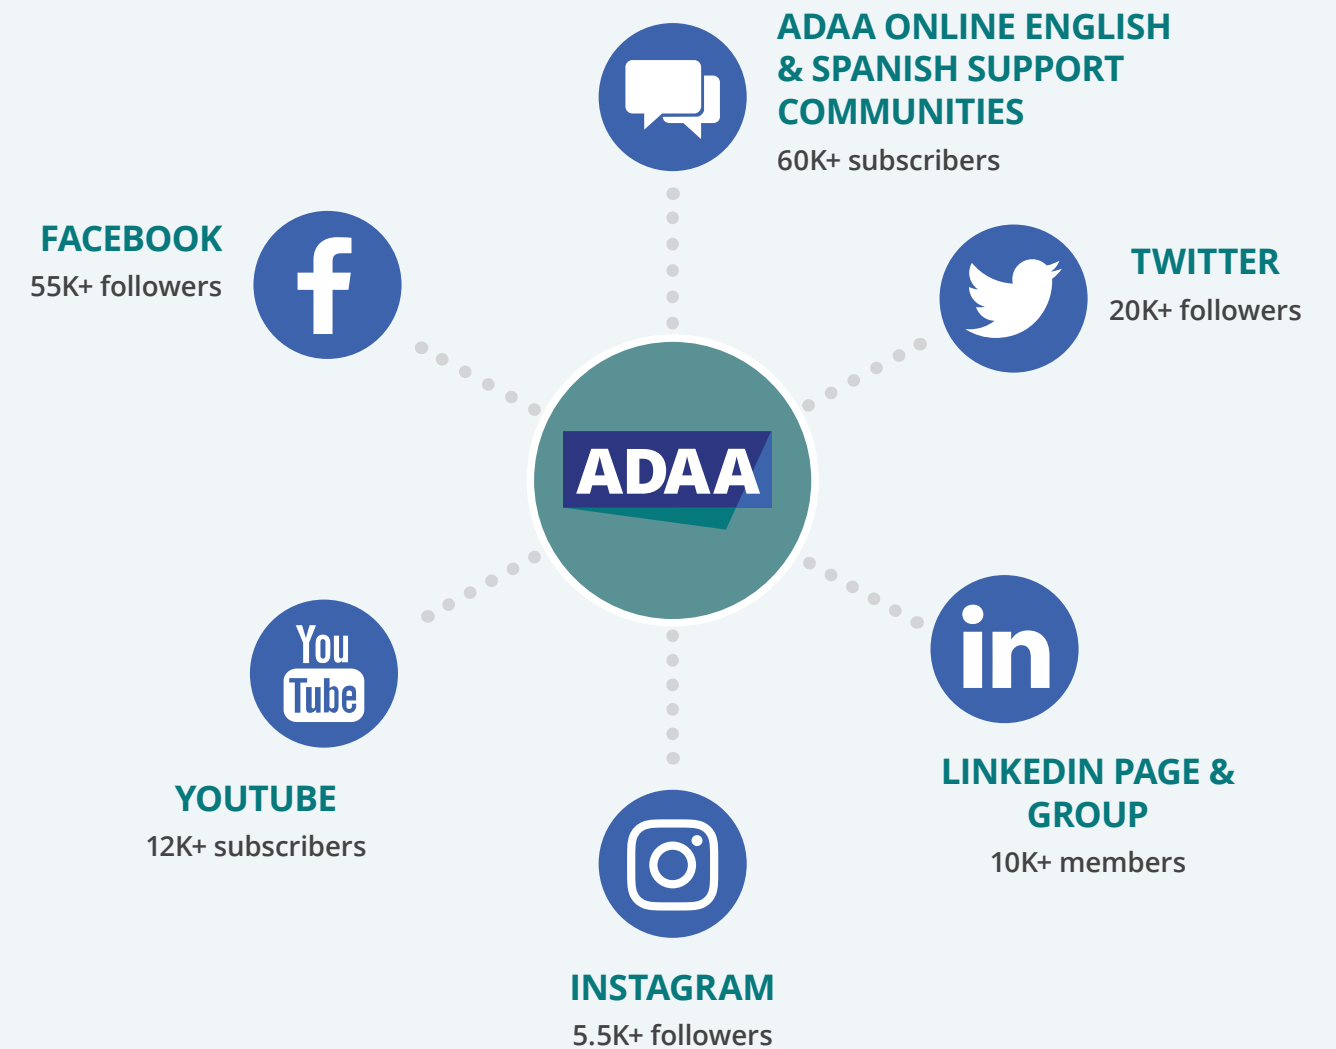 ADAA ONLINE ENGLISH
& SPANISH SUPPORT
COMMUNITIES
60K+ subscribers
FACEBOOK
55K+ followers
TWITTER
20K+ followers
ADAA
You
Tube
in
YOUTUBE
12K+ subscribers
LINKEDIN PAGE &
GROUP
10K+ members
INSTAGRAM
5.5K+ followers